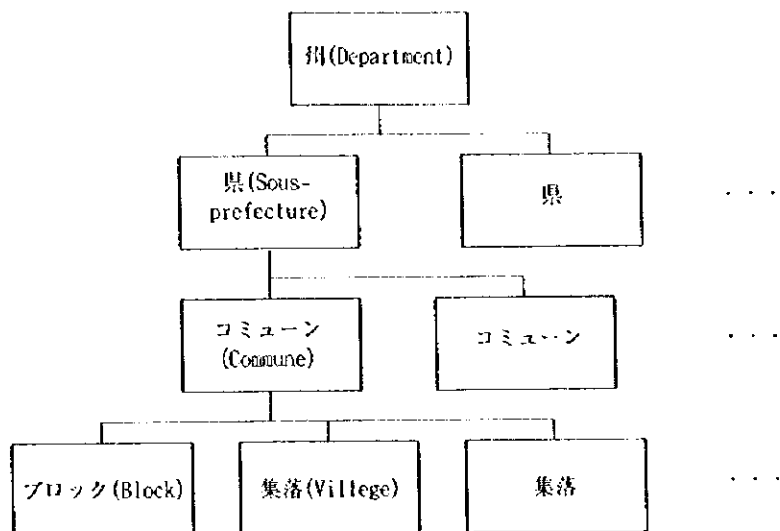 州(Department)
県(Sous-
prefecture)
県
. . . .
コミューン
(Commune)
コミューン
. . . .
ブロック(Block)
集落(Villege)
集落
. . . .